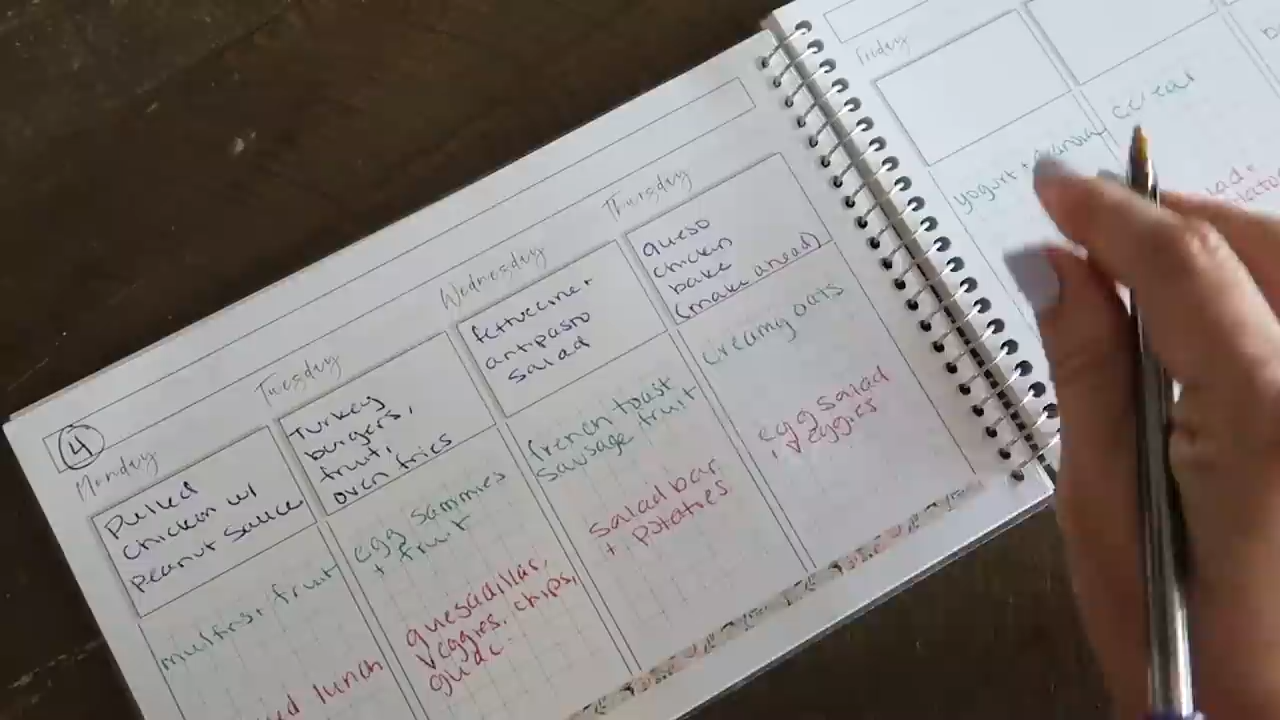 4
Monday
Pulled
chicken w/
peanut sauce
muffins + fruit
lunch
Tuesday
Turkey
burgers,
fruit,
oven fries
egg sammies
+ fruit
quesadillas,
veggies, chips,
guac
Wednesday
fettuccine +
antipasto
salad
french toast
sausage, fruit
salad bar
+ potatoes
Thursday
queso
chicken
bake
(make ahead)
creamy oats
egg salad
, veggies
Friday
yogurt +
cereal